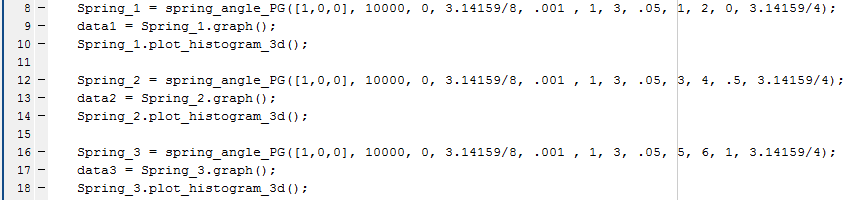 8 - Spring_1 = spring_angle_PG([1,0,0], 10000, 0, 3.14159/8, .001 , 1, 3, .05, 1, 2, 0, 3.14159/4);
9 - data1 = Spring_1.graph();
10 - Spring_1.plot_histogram_3d();
11
12 - Spring_2 = spring_angle_PG([1,0,0], 10000, 0, 3.14159/8, .001 , 1, 3, .05, 3, 4, .5, 3.14159/4);
13 - data2 = Spring_2.graph();
14 - Spring_2.plot_histogram_3d();
15
16 - Spring_3 = spring_angle_PG([1,0,0], 10000, 0, 3.14159/8, .001 , 1, 3, .05, 5, 6, 1, 3.14159/4);
17 - data3 = Spring_3.graph();
18 - Spring_3.plot_histogram_3d();